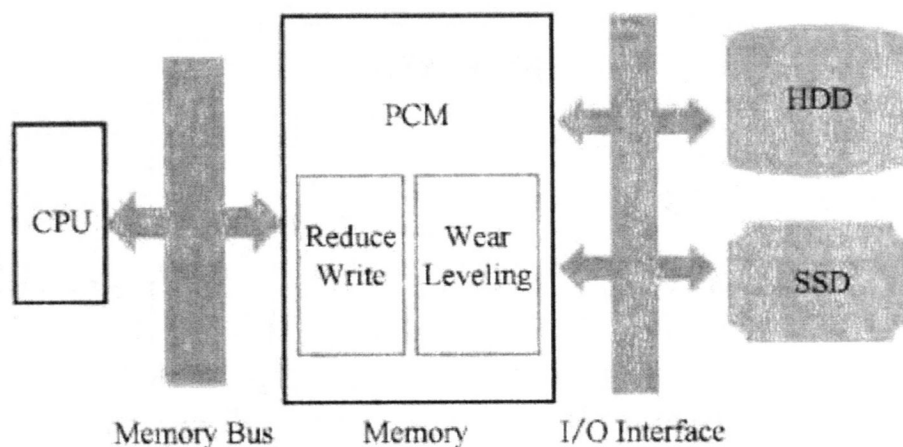 PCM
HDD
CPU
Reduce
Write
Wear
Leveling
SSD
Memory Bus
Memory
I/O Interface